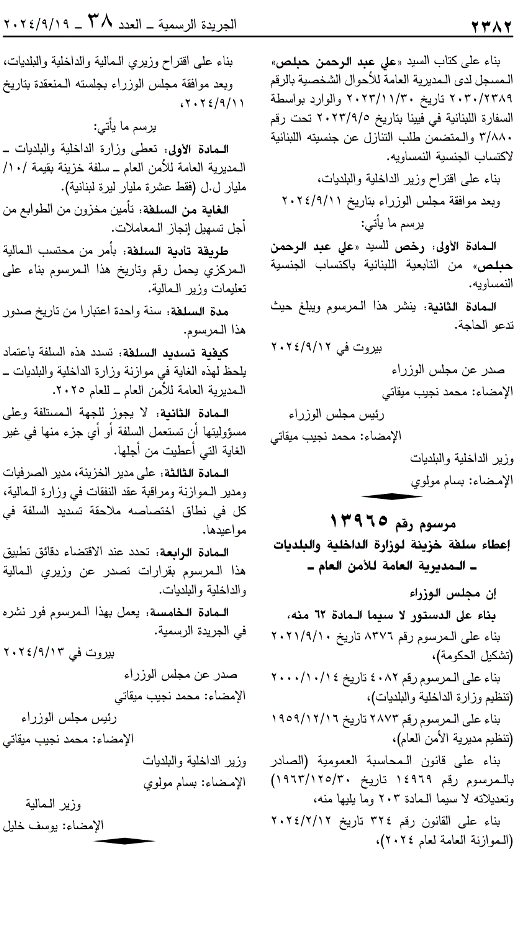 ٢٣٨٢
الجريدة الرسمية ـ العدد ٣٨ ـ ٢٠٢٤/٩/١٩
بناء على كتاب السيد «علي عبد الرحمن حبلص»
المسجل لدى المديرية العامة للأحوال الشخصية بالرقم
٢٠٣٠/٢٣٨٩ تاريخ ٢٠٢٣/١١/٣٠ والوارد بواسطة
السفارة اللبنانية في فيينا بتاريخ ٢٠٢٣/٩/٥ تحت رقم
٣/٨٨٠ والمتضمن طلب التنازل عن جنسيته اللبنانية
لاكتساب الجنسية النمساويه.
بناء على اقتراح وزير الداخلية والبلديات،
وبعد موافقة مجلس الوزراء بتاريخ ٢٠٢٤/٩/١١
يرسم ما يأتي:
المادة الأولى: رخص للسيد «علي عبد الرحمن
حبلص» من التابعية اللبنانية باكتساب الجنسية
النمساويه.
المادة الثانية: ينشر هذا المرسوم ويبلغ حيث
تدعو الحاجة.
بيروت في ٢٠٢٤/٩/١٢
صدر عن مجلس الوزراء
الإمضاء: محمد نجيب ميقاتي
رئيس مجلس الوزراء
الإمضاء: محمد نجيب ميقاتي
وزير الداخلية والبلديات
الإمضاء: بسام مولوي
مرسوم رقم ١٣٩٦٥
إعطاء سلفة خزينة لوزارة الداخلية والبلديات
ـ المديرية العامة للأمن العام ـ
إن مجلس الوزراء
بناء على الدستور لا سيما المادة ٦٢ منه،
بناء على المرسوم رقم ٨٣٧٦ تاريخ ٢٠٢١/٩/١٠
(تشكيل الحكومة)،
بناء على المرسوم رقم ٤٠٨٢ تاريخ ٢٠٠٠/١٠/١٤
(تنظيم وزارة الداخلية والبلديات)،
بناء على المرسوم رقم ٢٨٧٣ تاريخ ١٩٥٩/١٢/١٦
(تنظيم مديرية الأمن العام)،
بناء على قانون المحاسبة العمومية (الصادر
بالمرسوم رقم ١٤٩٦٩ تاريخ ١٩٦٣/١٢٥/٣٠)
وتعديلاته لا سيما المادة ٢٠٣ وما يليها منه،
بناء على القانون رقم ٣٢٤ تاريخ ٢٠٢٤/٢/١٢
(الموازنة العامة لعام ٢٠٢٤)،
بناء على اقتراح وزيري المالية والداخلية والبلديات،
وبعد موافقة مجلس الوزراء بجلسته المنعقدة بتاريخ
٢٠٢٤/٩/١١،
يرسم ما يأتي:
المادة الأولى: تعطى وزارة الداخلية والبلديات ـ
المديرية العامة للأمن العام ـ سلفة خزينة بقيمة /١٠/
مليار ل.ل (فقط عشرة مليار ليرة لبنانية).
الغاية من السلفة: تأمين مخزون من الطوابع من
أجل تسهيل إنجاز المعاملات.
طريقة تأدية السلفة: بأمر من محتسب المالية
المركزي يحمل رقم وتاريخ هذا المرسوم بناء على
تعليمات وزير المالية.
مدة السلفة: سنة واحدة اعتبارا من تاريخ صدور
هذا المرسوم.
كيفية تسديد السلفة: تسدد هذه السلفة باعتماد
يلحظ لهذه الغاية في موازنة وزارة الداخلية والبلديات ـ
المديرية العامة للأمن العام ـ للعام ٢٠٢٥.
المادة الثانية: لا يجوز للجهة المستلفة وعلى
مسؤوليتها أن تستعمل السلفة أو أي جزء منها في غير
الغاية التي أعطيت من أجلها.
المادة الثالثة: على مدير الخزينة، مدير الصرفيات
ومدير الموازنة ومراقبة عقد النفقات في وزارة المالية،
كل في نطاق اختصاصه ملاحقة تسديد السلفة في
مواعيدها.
المادة الرابعة: تحدد عند الاقتضاء دقائق تطبيق
هذا المرسوم بقرارات تصدر عن وزيري المالية
والداخلية والبلديات.
المادة الخامسة: يعمل بهذا المرسوم فور نشره
في الجريدة الرسمية.
بيروت في ٢٠٢٤/٩/١٣
صدر عن مجلس الوزراء
الإمضاء: محمد نجيب ميقاتي
رئيس مجلس الوزراء
الإمضاء: محمد نجيب ميقاتي
وزير الداخلية والبلديات
الإمضاء: بسام مولوي
وزير المالية
الإمضاء: يوسف خليل